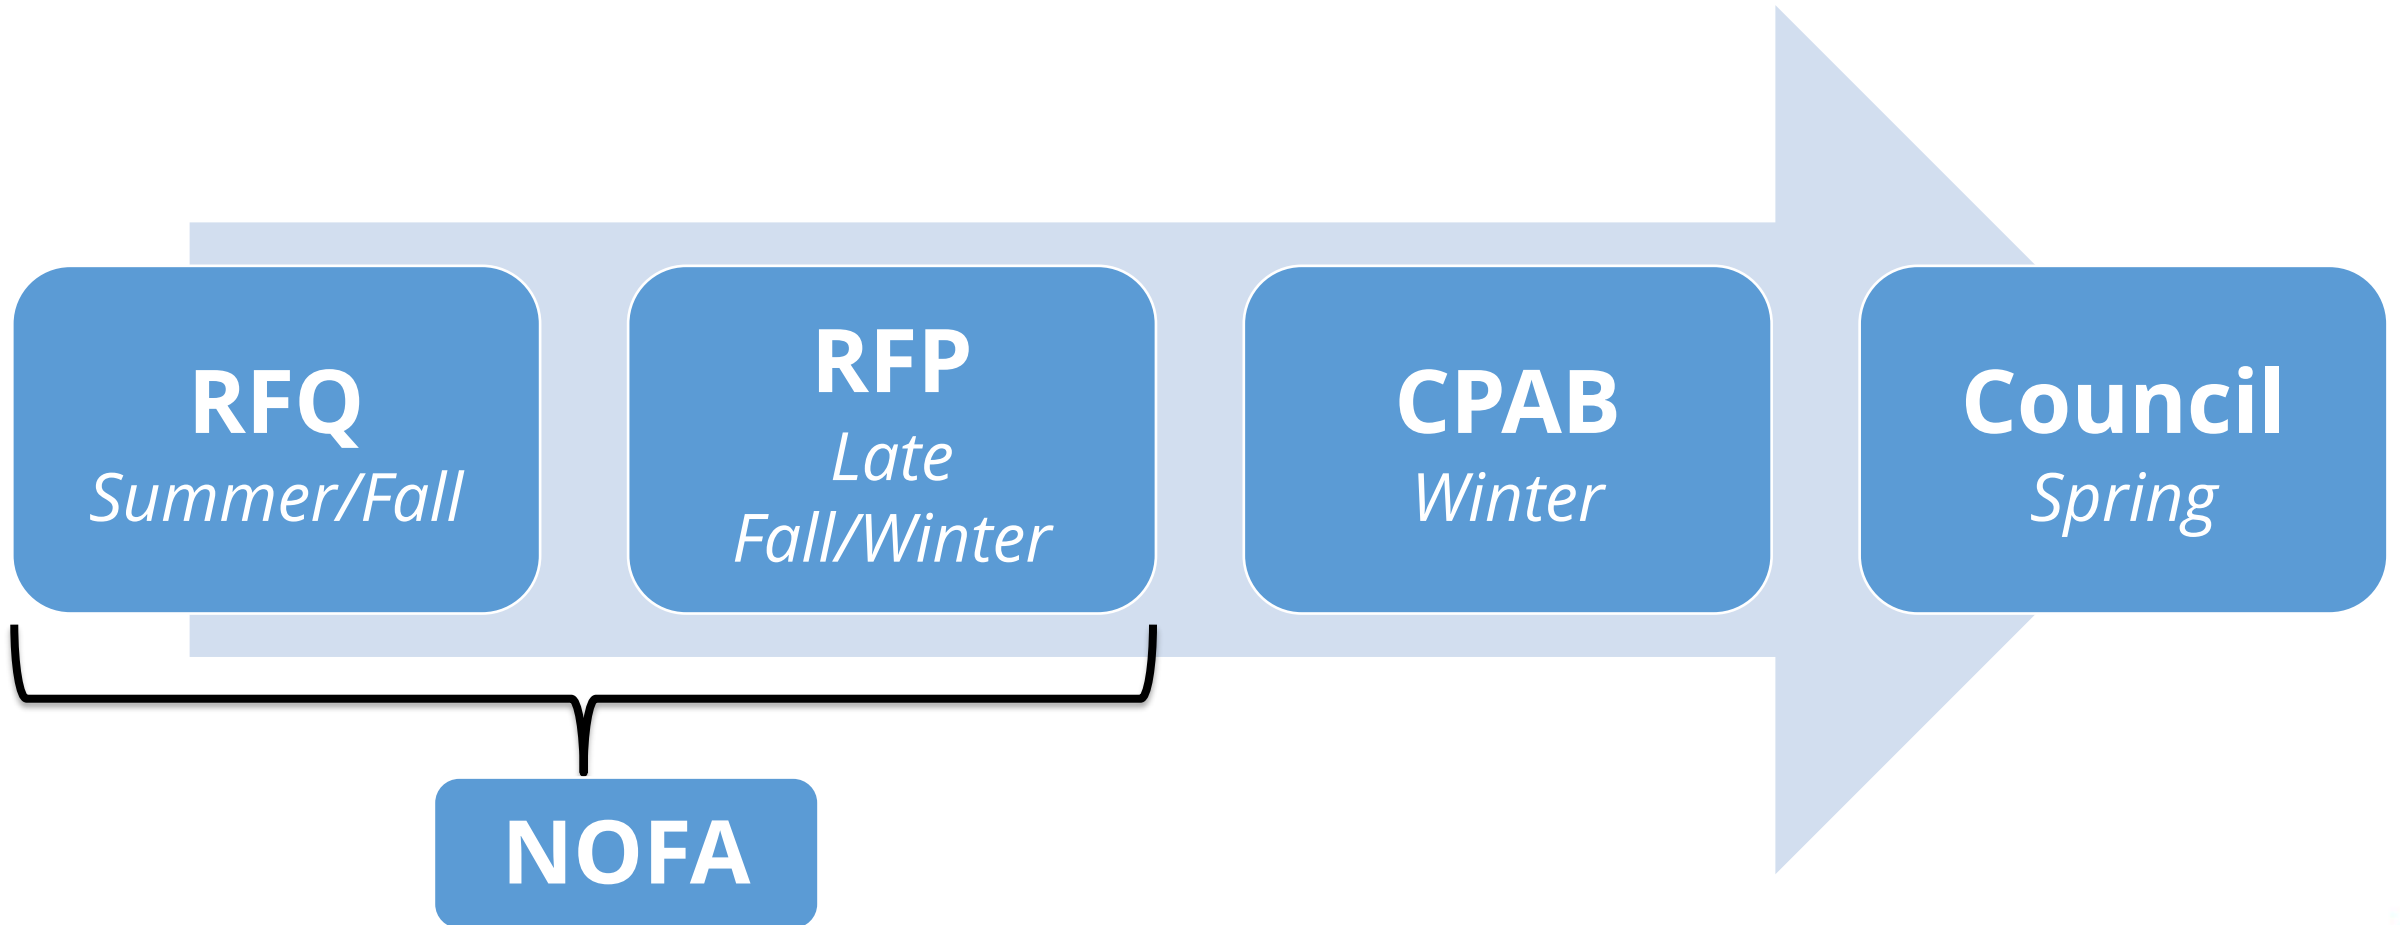 RFQ
Summer/Fall
RFP
Late
Fall/Winter
CPAB
Winter
Council
Spring
NOFA